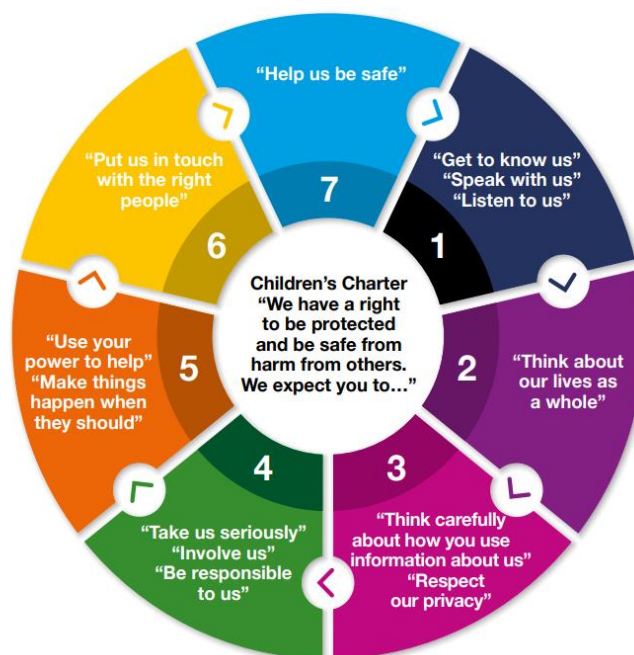 Children’s Charter
“We have a right
to be protected
and be safe from
harm from others.
We expect you to…”
1
“Get to know us”
“Speak with us”
“Listen to us”
2
“Think about
our lives as
a whole”
3
“Think carefully
about how you use
information about us”
“Respect
our privacy”
4
“Take us seriously”
“Involve us”
“Be responsible
to us”
5
“Use your
power to help”
“Make things
happen when
they should”
6
“Put us in touch
with the right
people”
7
“Help us be safe”